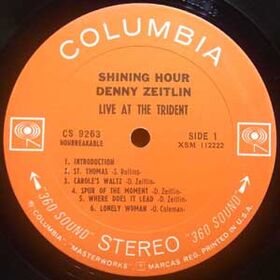 COLUMBIA
SHINING HOUR
DENNY ZEITLIN
LIVE AT THE TRIDENT
CS 9263
NONBREAKABLE
SIDE 1
XSM 112222
1. INTRODUCTION
2. ST. THOMAS -S. Rollins-
3. CAROLE'S WALTZ -D. Zeitlin-
4. SPUR OF THE MOMENT -D. Zeitlin-
5. WHERE DOES IT LEAD -D. Zeitlin-
6. LONELY WOMAN -O. Coleman-
"360 SOUND" STEREO "360 SOUND"
® "COLUMBIA", "MASTERWORKS", MARCAS REG. PRINTED IN U.S.A.